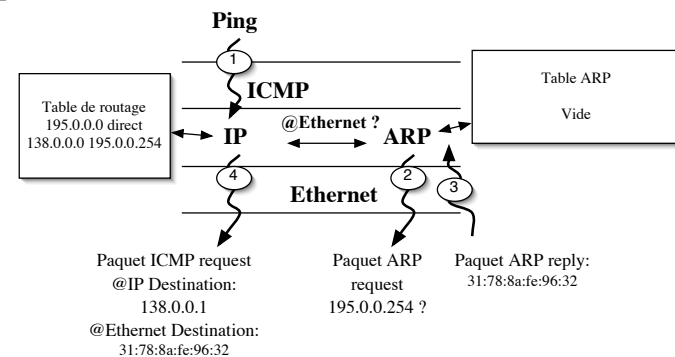 Ping
1
ICMP
Table de routage
195.0.0.0 direct
138.0.0.0 195.0.0.254
IP
@Ethernet ?
ARP
Table ARP
Vide
4
2
3
Ethernet
Paquet ICMP request
@IP Destination:
138.0.0.1
@Ethernet Destination:
31:78:8a:fe:96:32
Paquet ARP
request
195.0.0.254 ?
Paquet ARP reply:
31:78:8a:fe:96:32